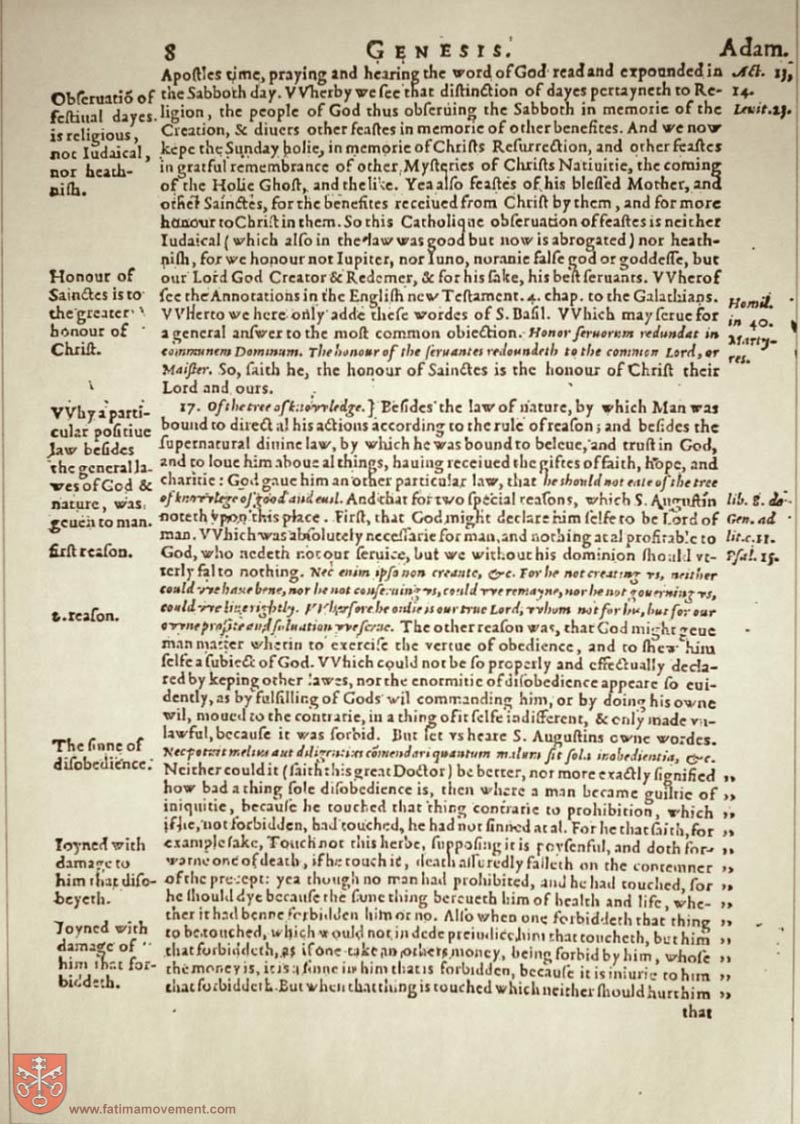 8 GENESIS. Adam.
Apostles time, praying and hearing the word of God read and expounded in
the Sabboth day. VVherby we see that distinction of dayes pertayneth to Re-
ligion, the people of God thus obseruing the Sabboth in memorie of the
Creation, & diuers other feastes in memorie of other benefites. And we now
kepe the Sunday holie, in memorie of Christs Resurrection, and other feastes
in gratful remembrance of other Mysteries of Christs Natiuitie, the coming
of the Holie Ghost, and the like. Yea also feastes of his blessed Mother, and
other Sainctes, for the benefites receiued from Christ by them, and for more
honour to Christ in them. So this Catholique obseruation of feastes is neither
Iudaical (which also in the law was good but now is abrogated) nor heath-
nish, for we honour not Iupiter, nor Iuno, nor anie false god or goddesse, but
our Lord God Creator & Redemer, & for his sake, his best seruants. VVherof
see the Annotations in the English new Testament. 4. chap. to the Galathians.
VVHerto we here only adde these wordes of S. Basil. VVhich may serue for
a general answer to the most common obiection. Honor seruorum redundat in
communem Dominum. The honour of the seruantes redoundeth to the common Lord, or
Maister. So, saith he, the honour of Sainctes is the honour of Christ their
Lord and ours.
17. Of the tree of knovvledge.} Besides the law of nature, by which Man was
bound to direct al his actions according to the rule of reason; and besides the
supernatural diuine law, by which he was bound to beleue, and trust in God,
and to loue him aboue al things, hauing receiued the giftes of faith, hope, and
charitie: God gaue him an other particular law, that he should not eate of the tree
of knovvlege of good and euil. And that for two special reasons, which S. Augustin
noteth vpon this place. First, that God might declare him selfe to be Lord of
man. VVhich was absolutely necessarie for man, and nothing at al profitable to
God, who nedeth not our seruice, but we without his dominion should vt-
terly fal to nothing. Nec enim ipso non creante, &c. For he not creating vs, neither
could vve haue bene, nor he not conseruing vs, could vve remayne, nor he not gouerning vs,
could vve liue rightly. VVherfore he onlie is our true Lord, vvhom not for his, but for our
ovvne profite and saluation vve serue. The other reason was, that God might geue
man matter wherin to exercise the vertue of obedience, and to shew him
selfe a subiect of God. VVhich could not be so properly and effectually decla-
red by keping other lawes, nor the enormitie of disobedience appeare so eui-
dently, as by fulfilling of Gods wil commanding him, or by doing his owne
wil, moued to the contrarie, in a thing of it selfe indifferent, & only made vn-
lawful, because it was forbid. But let vs heare S. Augustins owne wordes.
Nec potuit melius aut diligentius cõmendari quantum malum sit sola inobedientia, &c.
Neither could it (saith this great Doctor) be better, nor more exactly signified „
how bad a thing sole disobedience is, then where a man became guiltie of „
iniquitie, because he touched that thing contrarie to prohibition, which „
if he, not forbidden, had touched, he had not sinned at al. For he that saith, for „
example sake, Touch not this herbe, supposing it is poysenful, and doth for- „
warne one of death, if he touch it, death assuredly falleth on the contemner „
of the precept: yea though no man had prohibited, and he had touched, for „
he should dye because the same thing bereueth him of health and life, whe- „
ther it had benne forbidden him or no. Also when one forbiddeth that thing „
to be touched, which would not in dede preiudice him that toucheth, but him „
that forbiddeth, as if one take an others money, being forbid by him, whose „
the money is, it is a sinne in him that is forbidden, because it is iniurie to him „
that forbiddeth. But when that thing is touched which neither should hurt him „
that
Obseruatiõ of
festiual dayes
is religious,
not Iudaical,
nor heath-
nish.
Honour of
Sainctes is to
the greater
honour of
Christ.
VVhy a parti-
cular positiue
law besides
the general la-
wes of God &
nature, was
geuen to man.
first reason.
2. reason.
The sinne of
disobedience.
Ioyned with
damage to
him that diso-
beyeth.
Ioyned with
damage of
him that for-
biddeth.
Act. 13,
14.
Leuit. 23.
Homil.
in 40.
Marty-
res.
lib. 8. de
Gen. ad
lit. c. 11.
Psal. 15.
www.fatimamovement.com